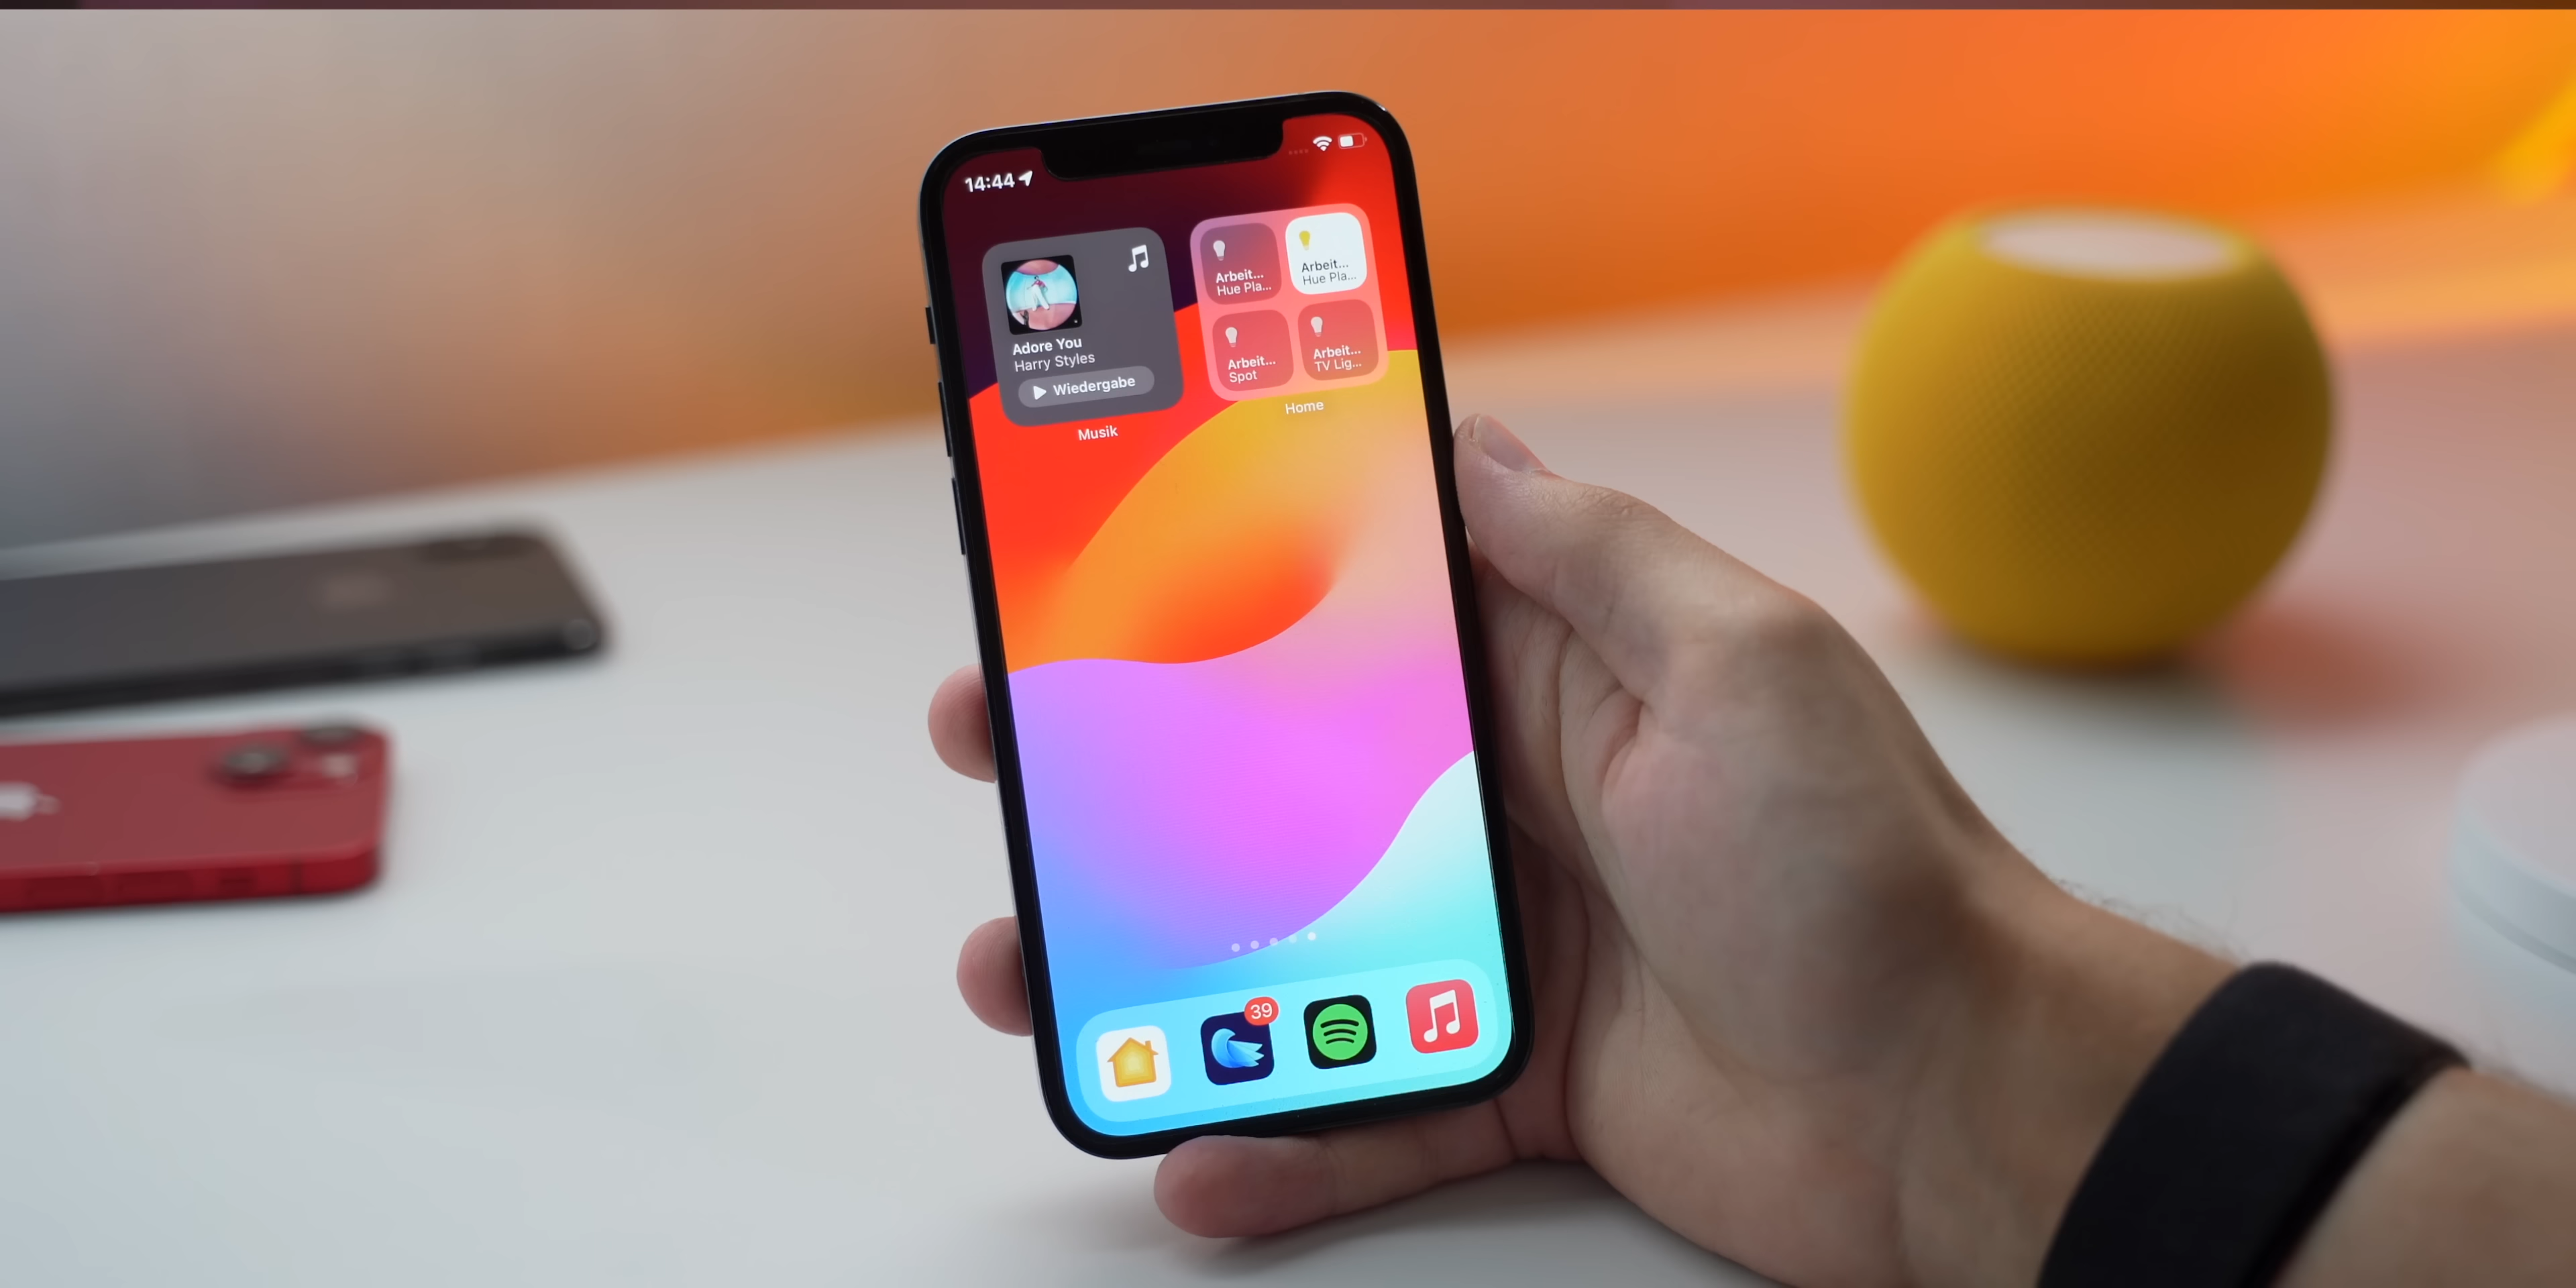 14:44
Adore You
Harry Styles
Wiedergabe
Musik
Arbeit...
Hue Pla...
Arbeit...
Hue Pla...
Arbeit...
Spot
Arbeit...
TV Lig...
Home
39